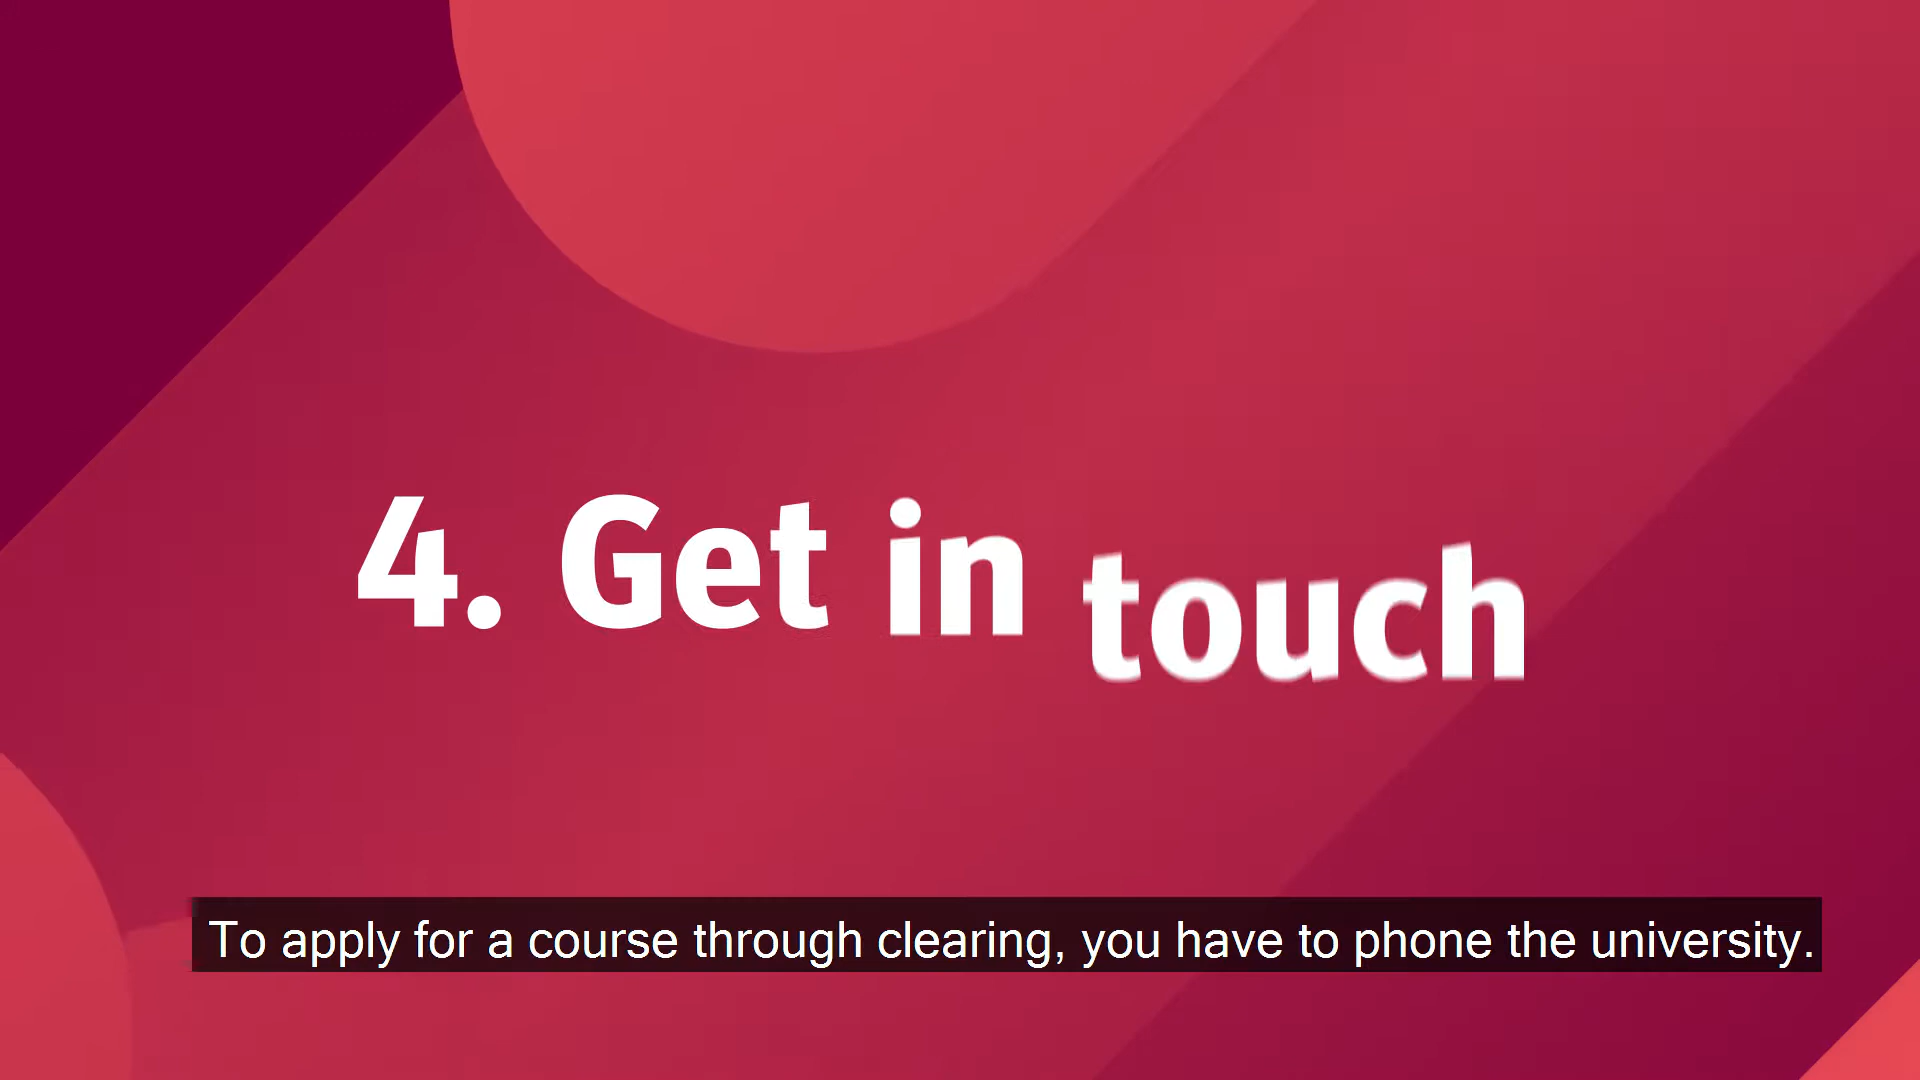 4. Get in touch
To apply for a course through clearing, you have to phone the university.